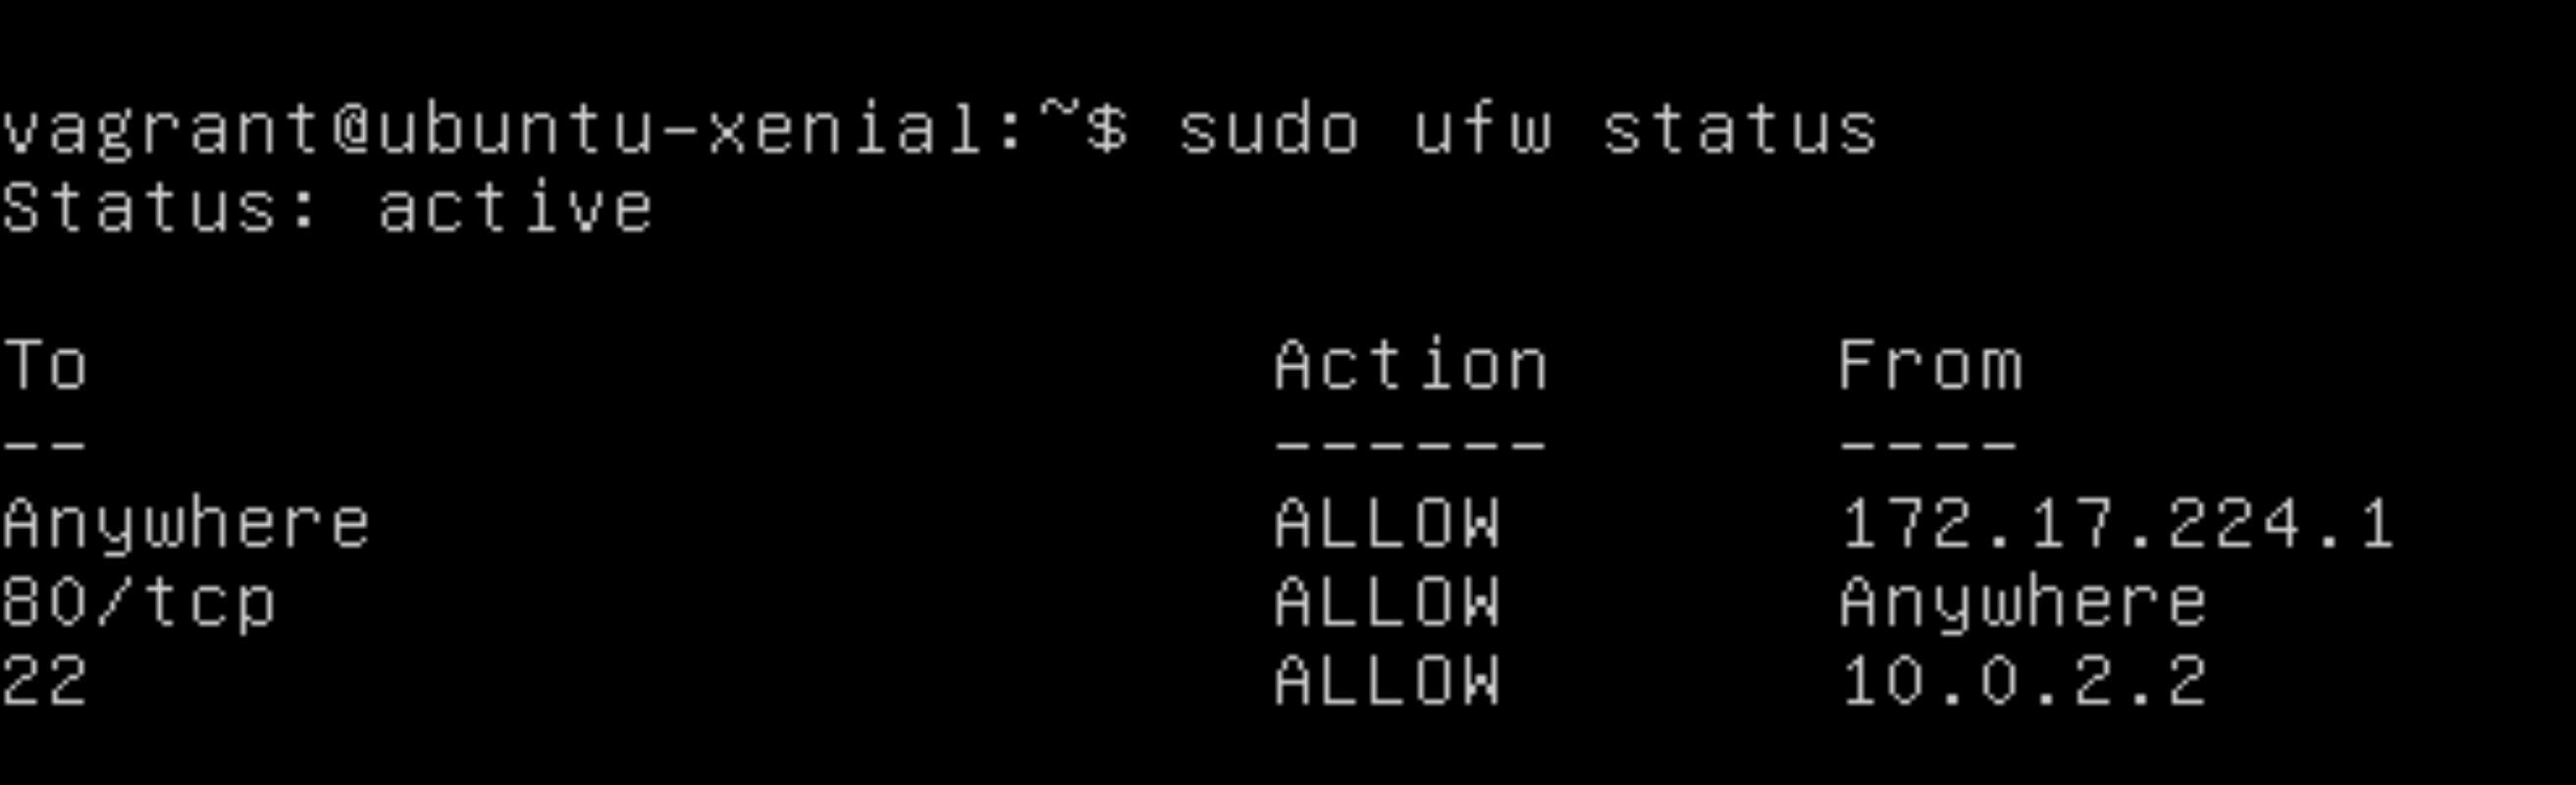 vagrant@ubuntu-xenial:~$ sudo ufw status
Status: active
To Action From
-- ------ ----
Anywhere ALLOW 172.17.224.1
80/tcp ALLOW Anywhere
22 ALLOW 10.0.2.2